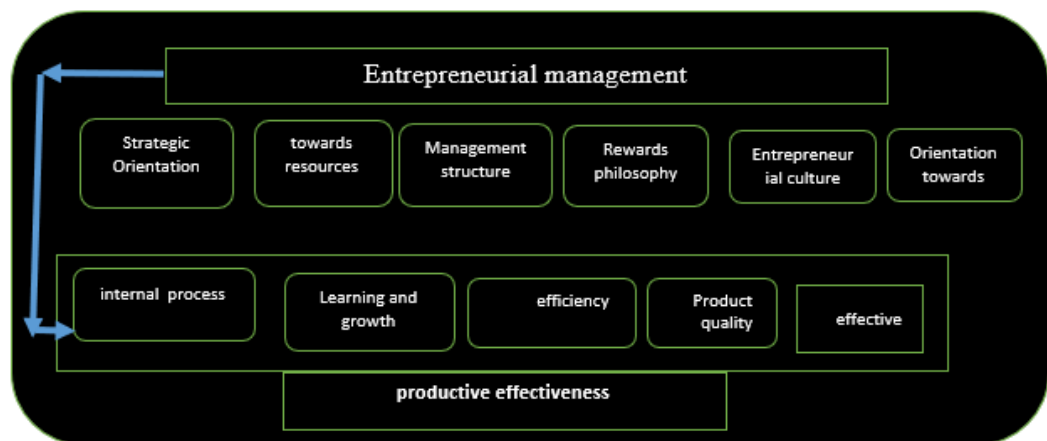 Entrepreneurial management
Strategic
Orientation
towards
resources
Management
structure
Rewards
philosophy
Entrepreneur
ial culture
Orientation
towards
internal process
Learning and
growth
efficiency
Product
quality
effective
productive effectiveness